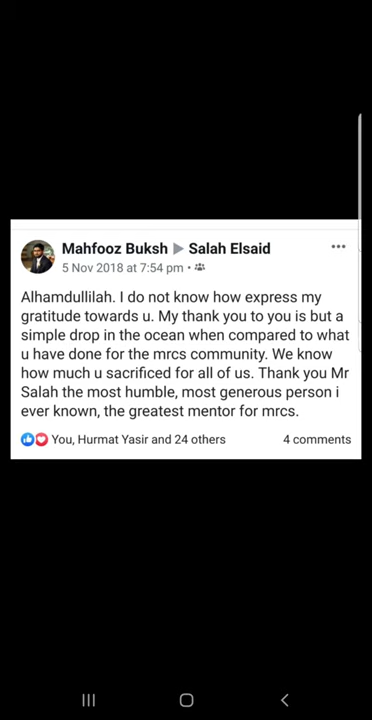 Mahfooz Buksh ▶ Salah Elsaid
5 Nov 2018 at 7:54 pm •
Alhamdullilah. I do not know how express my
gratitude towards u. My thank you to you is but a
simple drop in the ocean when compared to what
u have done for the mrcs community. We know
how much u sacrificed for all of us. Thank you Mr
Salah the most humble, most generous person i
ever known, the greatest mentor for mrcs.
You, Hurmat Yasir and 24 others 4 comments